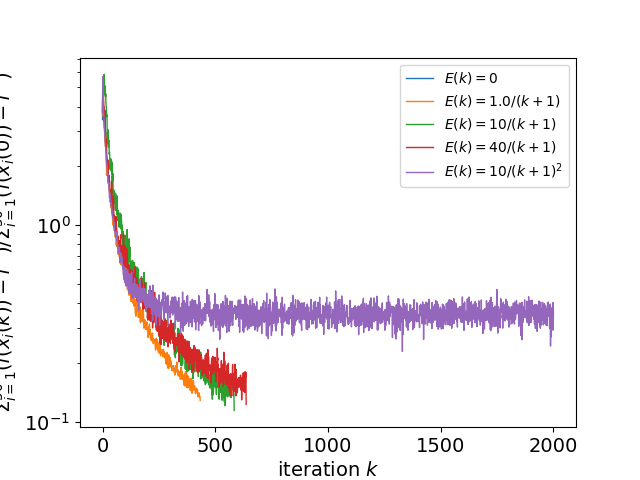 E(k) = 0
E(k) = 1.0/(k + 1)
E(k) = 10/(k + 1)
E(k) = 40/(k + 1)
E(k) = 10/(k + 1)²
10⁰
10⁻¹
0 500 1000 1500 2000
iteration k